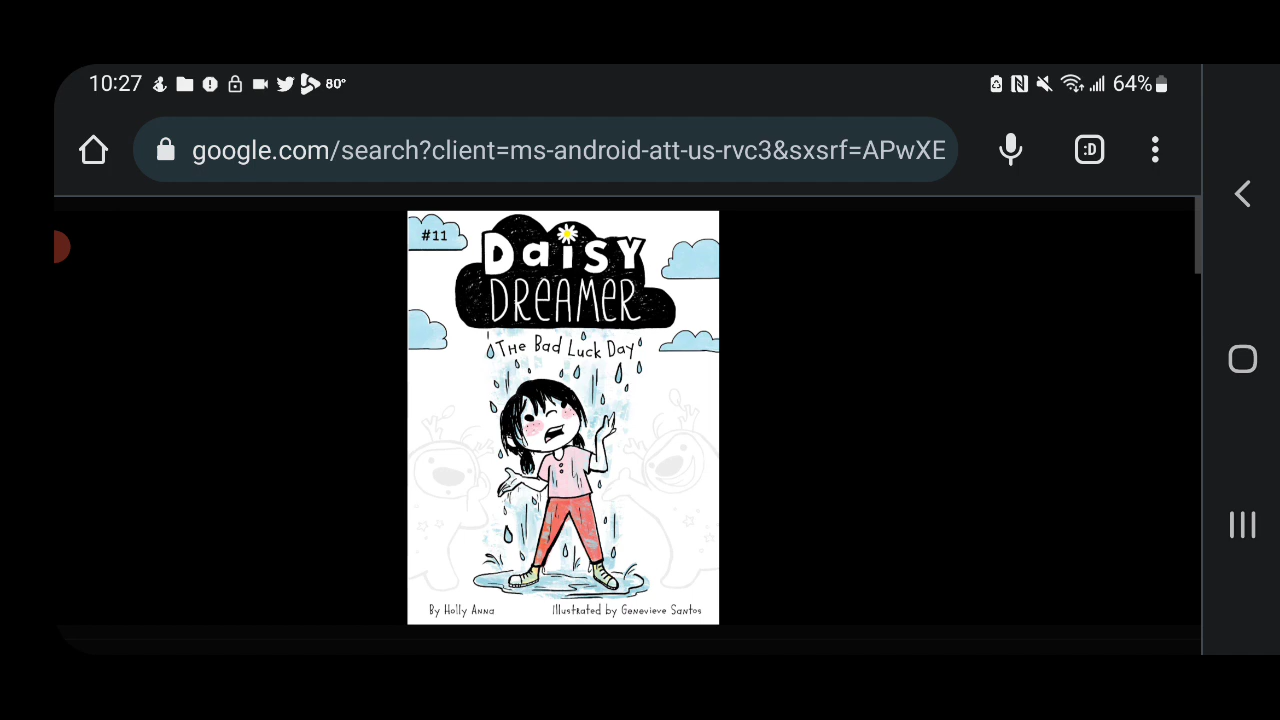 10:27 80° 64%
google.com/search?client=ms-android-att-us-rvc3&sxsrf=APwXE
:D
#11
Daisy
DREAMER
The Bad Luck Day
By Holly Anna Illustrated by Genevieve Santos